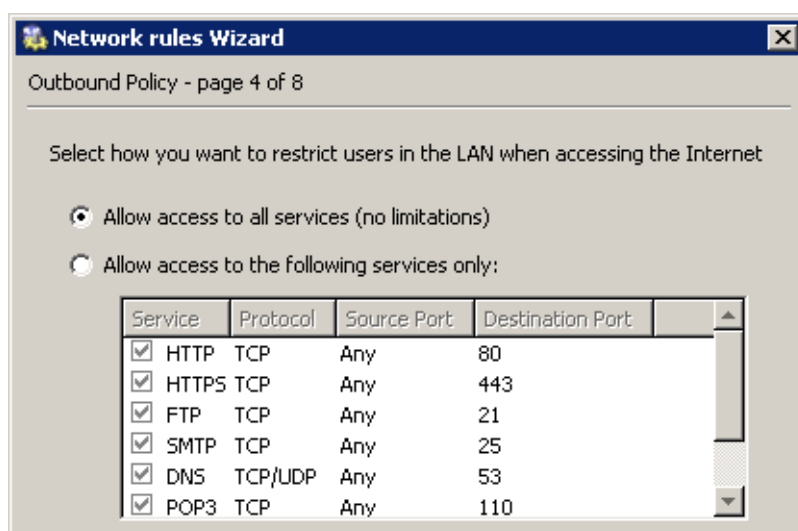 Network rules Wizard
Outbound Policy - page 4 of 8
Select how you want to restrict users in the LAN when accessing the Internet
Allow access to all services (no limitations)
Allow access to the following services only:
Service Protocol Source Port Destination Port
HTTP TCP Any 80
HTTPS TCP Any 443
FTP TCP Any 21
SMTP TCP Any 25
DNS TCP/UDP Any 53
POP3 TCP Any 110